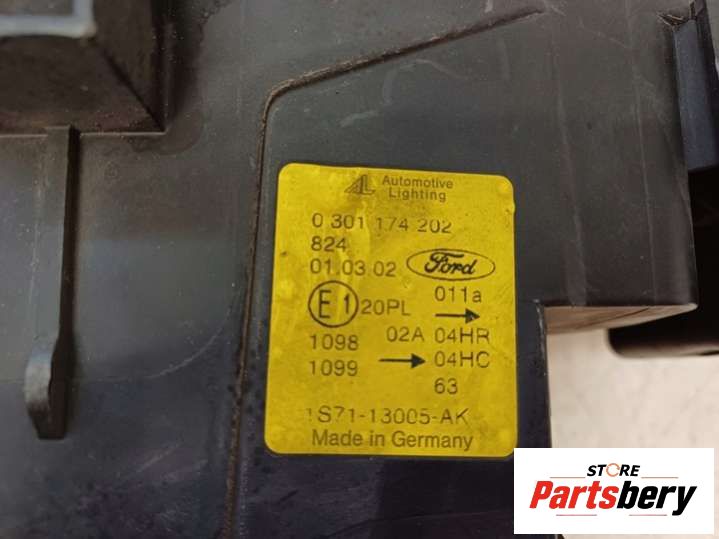 AL Automotive
Lighting
0 301 174 202
824
01.03.02 Ford
E1 20PL 011a
1098 02A 04HR
1099 → 04HC
63
1S71-13005-AK
Made in Germany
STORE
Partsbery